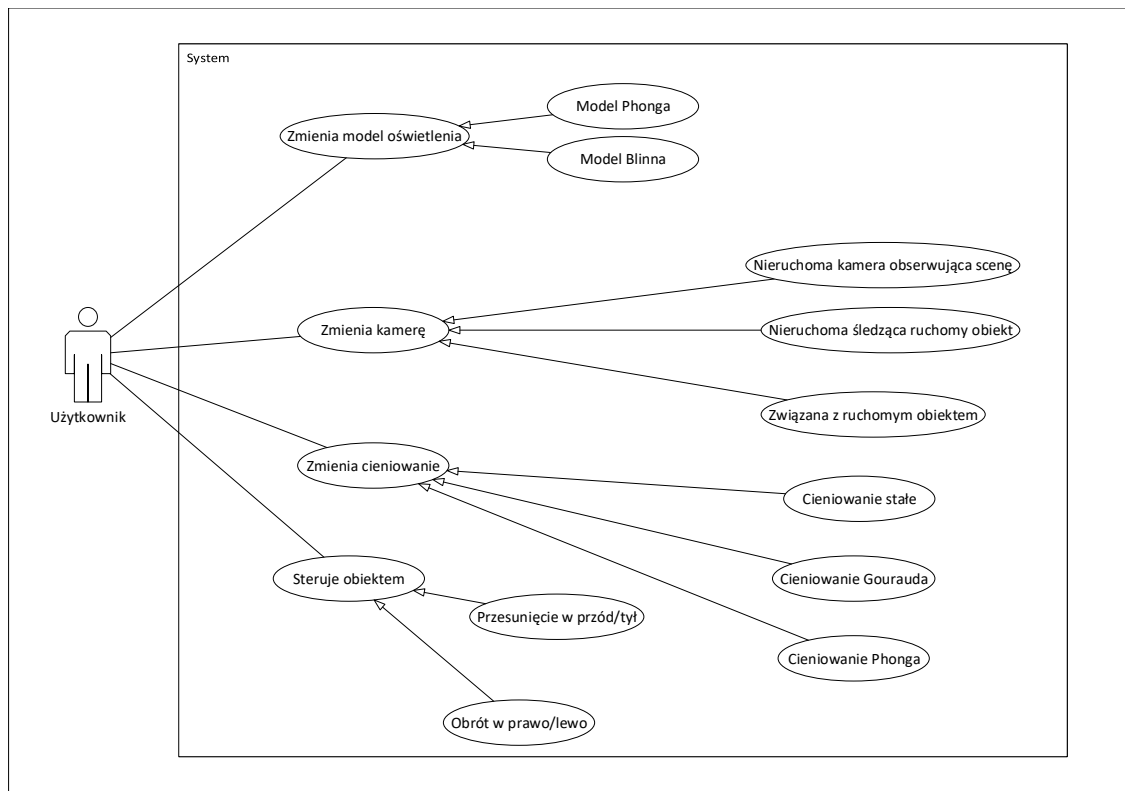 System
Model Phonga
Zmienia model oświetlenia
Model Blinna
Nieruchoma kamera obserwująca scenę
Zmienia kamerę
Nieruchoma śledząca ruchomy obiekt
Użytkownik
Związana z ruchomym obiektem
Zmienia cieniowanie
Cieniowanie stałe
Steruje obiektem
Cieniowanie Gourauda
Przesunięcie w przód/tył
Cieniowanie Phonga
Obrót w prawo/lewo